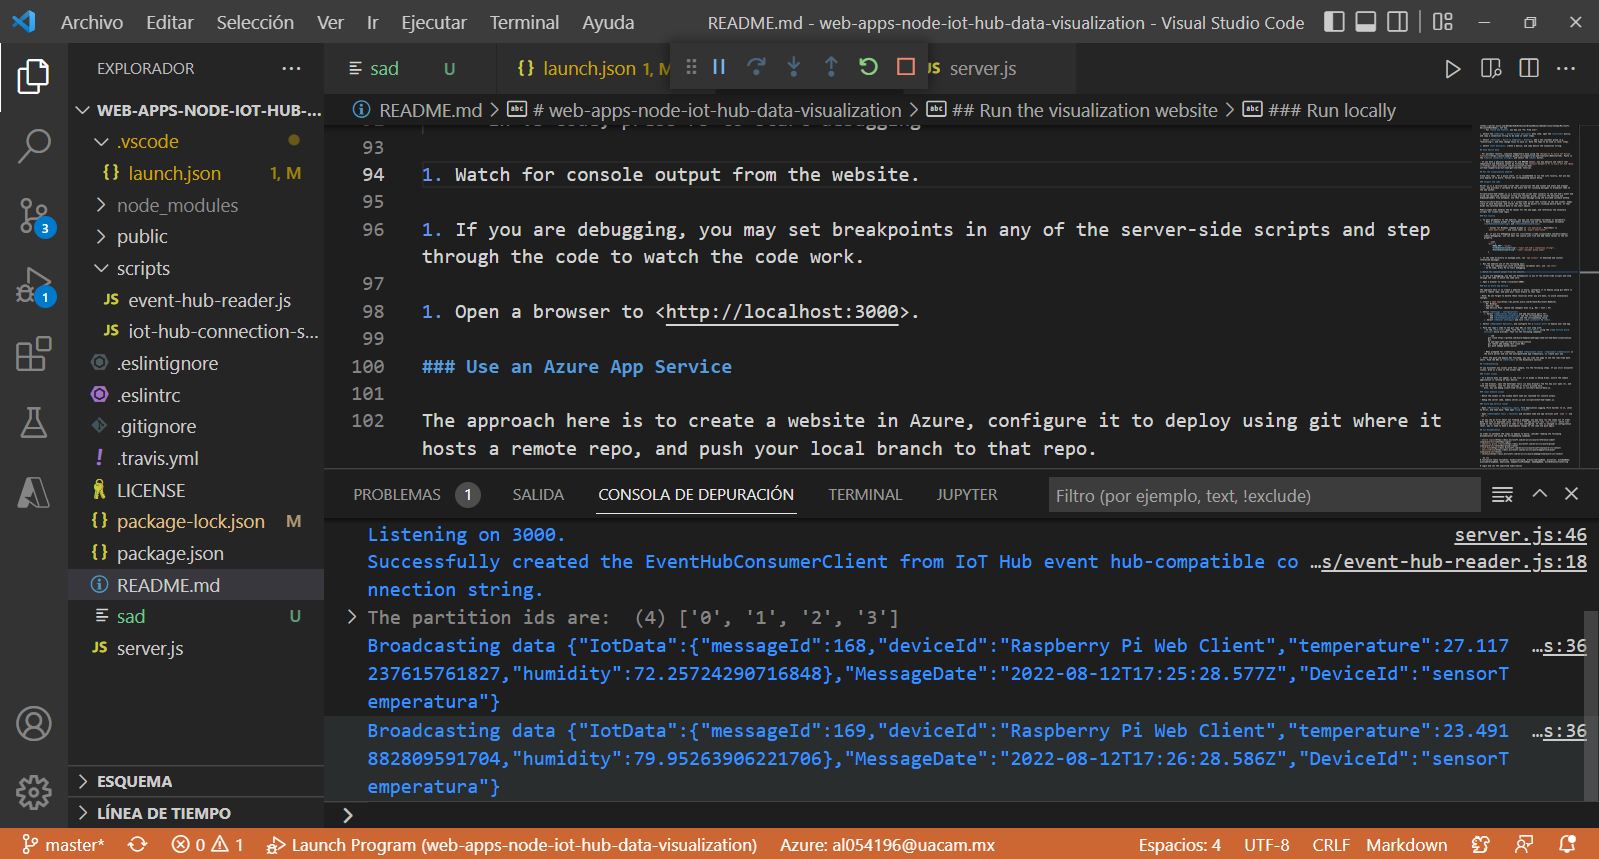 Archivo Editar Selección Ver Ir Ejecutar Terminal Ayuda README.md - web-apps-node-iot-hub-data-visualization - Visual Studio Code
EXPLORADOR
sad U
{} launch.json 1, M
JS server.js
README.md > # web-apps-node-iot-hub-data-visualization > ## Run the visualization website > ### Run locally
WEB-APPS-NODE-IOT-HUB-...
.vscode
{} launch.json 1, M
node_modules
public
scripts
JS event-hub-reader.js
JS iot-hub-connection-s...
.eslintignore
.eslintrc
.gitignore
! .travis.yml
LICENSE
{} package-lock.json M
{} package.json
README.md
sad U
JS server.js
ESQUEMA
LÍNEA DE TIEMPO
3
1
93
94 1. Watch for console output from the website.
95
96 1. If you are debugging, you may set breakpoints in any of the server-side scripts and step
through the code to watch the code work.
97
98 1. Open a browser to <http://localhost:3000>.
99
100 ### Use an Azure App Service
101
102 The approach here is to create a website in Azure, configure it to deploy using git where it
hosts a remote repo, and push your local branch to that repo.
PROBLEMAS 1 SALIDA CONSOLA DE DEPURACIÓN TERMINAL JUPYTER Filtro (por ejemplo, text, !exclude)
Listening on 3000. server.js:46
Successfully created the EventHubConsumerClient from IoT Hub event hub-compatible co …s/event-hub-reader.js:18
nnection string.
The partition ids are: (4) ['0', '1', '2', '3']
Broadcasting data {"IotData":{"messageId":168,"deviceId":"Raspberry Pi Web Client","temperature":27.117 …s:36
237615761827,"humidity":72.25724290716848},"MessageDate":"2022-08-12T17:25:28.577Z","DeviceId":"sensorT
emperatura"}
Broadcasting data {"IotData":{"messageId":169,"deviceId":"Raspberry Pi Web Client","temperature":23.491 …s:36
882809591704,"humidity":79.95263906221706},"MessageDate":"2022-08-12T17:26:28.586Z","DeviceId":"sensorT
emperatura"}
master* 0 1 Launch Program (web-apps-node-iot-hub-data-visualization) Azure: al054196@uacam.mx Espacios: 4 UTF-8 CRLF Markdown